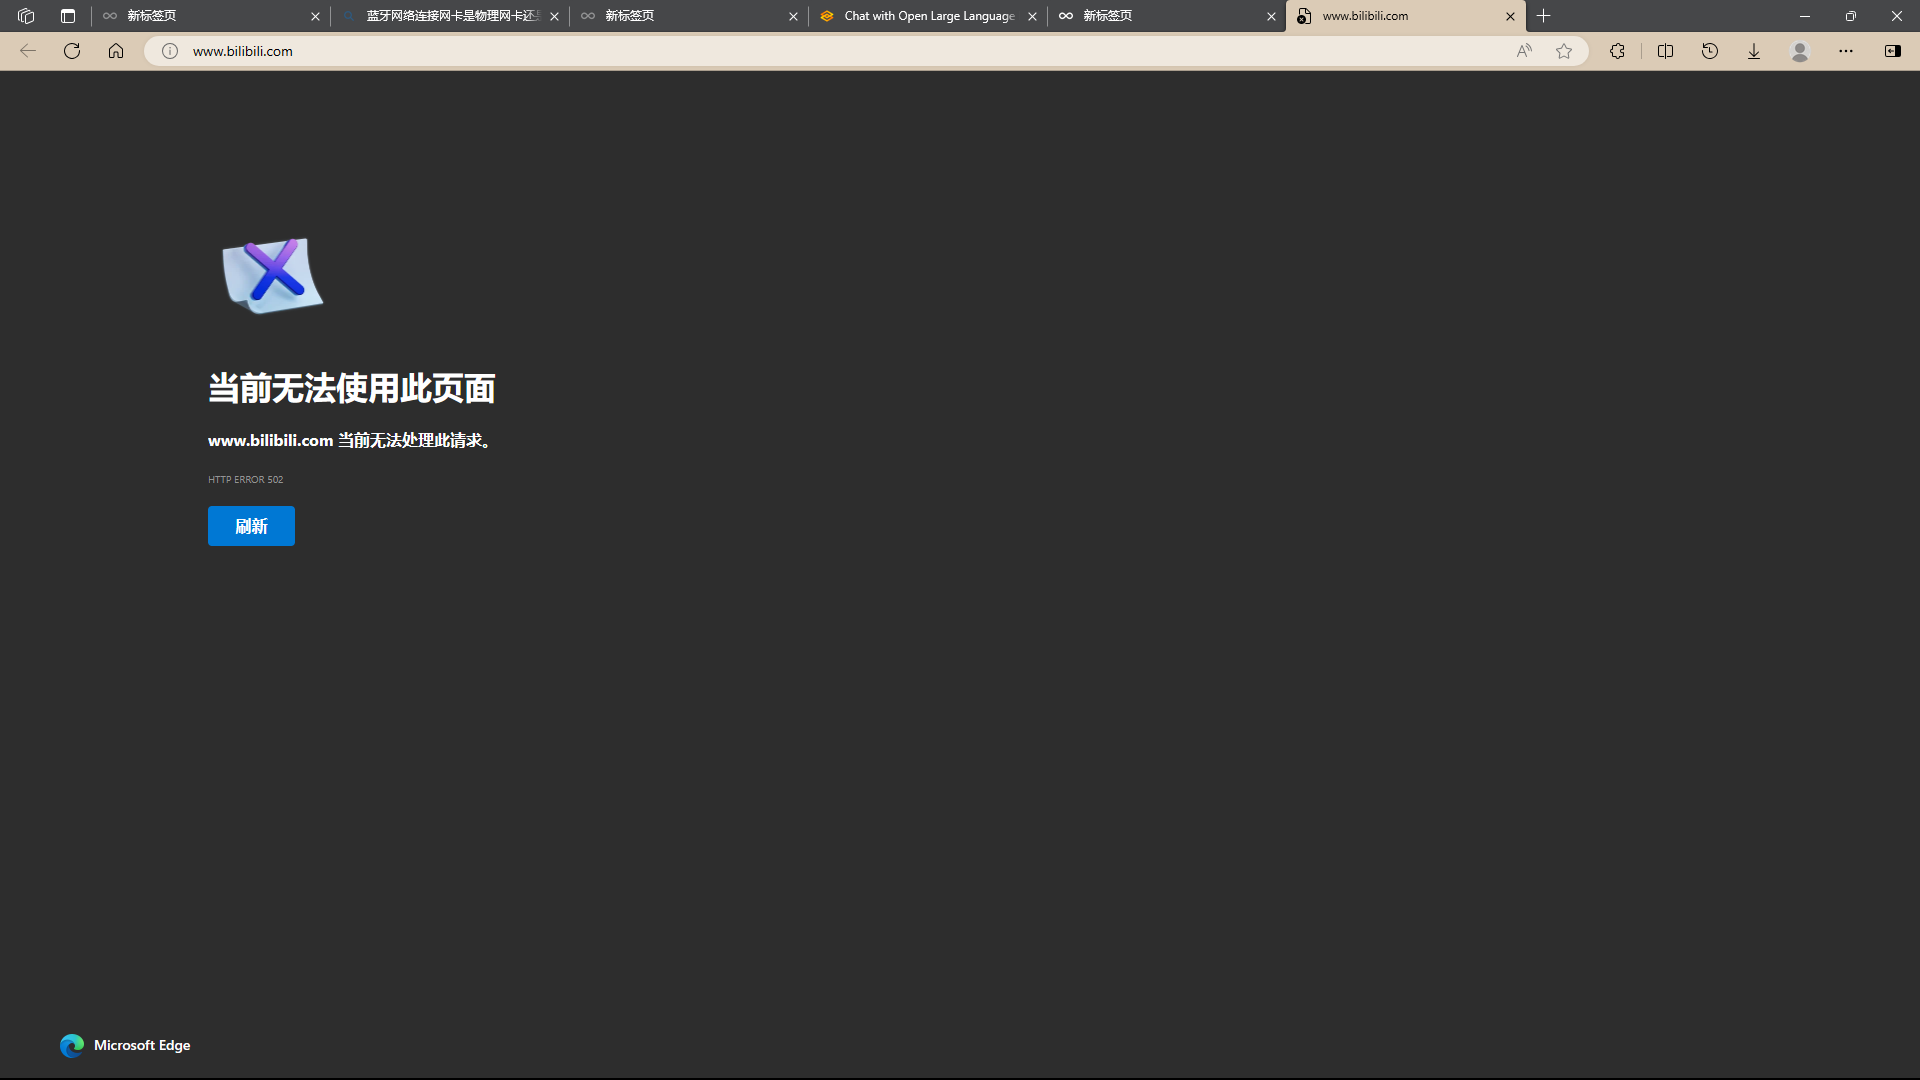 新标签页
蓝牙网络连接网卡是物理网卡还
新标签页
Chat with Open Large Language
新标签页
www.bilibili.com
www.bilibili.com
当前无法使用此页面
www.bilibili.com 当前无法处理此请求。
HTTP ERROR 502
刷新
Microsoft Edge